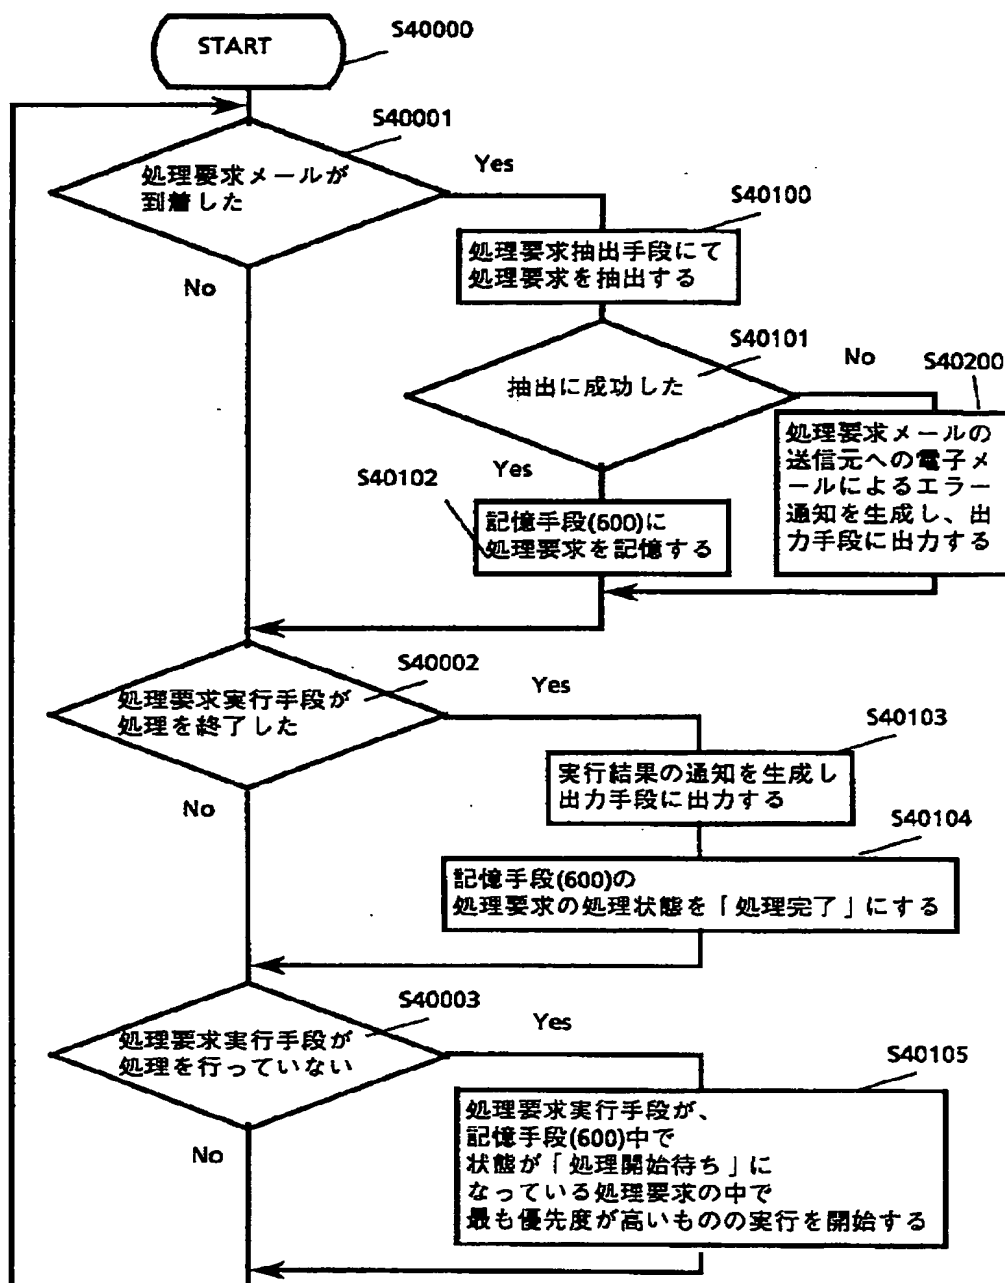 START
S40000
S40001
処理要求メールが
到着した
Yes
No
S40100
処理要求抽出手段にて
処理要求を抽出する
S40101
抽出に成功した
No
S40200
処理要求メールの
送信元への電子メ
ールによるエラー
通知を生成し、出
力手段に出力する
Yes
S40102
記憶手段(600)に
処理要求を記憶する
S40002
処理要求実行手段が
処理を終了した
Yes
No
S40103
実行結果の通知を生成し
出力手段に出力する
S40104
記憶手段(600)の
処理要求の処理状態を「処理完了」にする
S40003
処理要求実行手段が
処理を行っていない
Yes
No
S40105
処理要求実行手段が、
記憶手段(600)中で
状態が「処理開始待ち」に
なっている処理要求の中で
最も優先度が高いものの実行を開始する